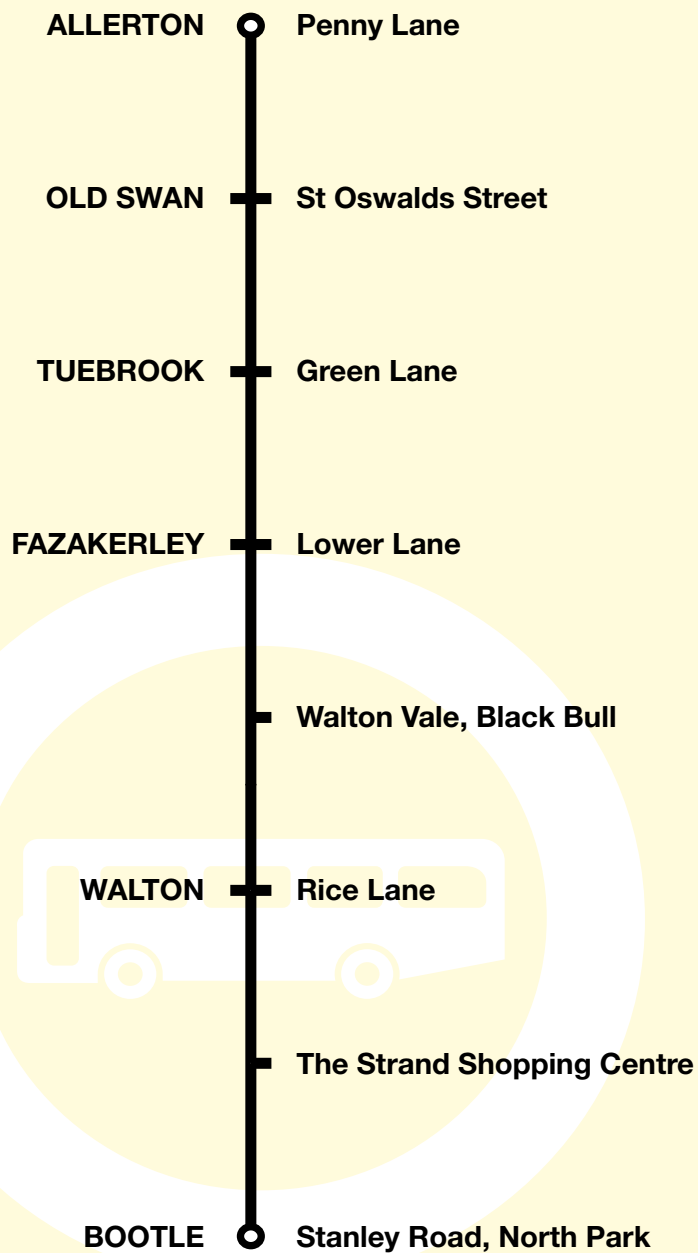 ALLERTON Penny Lane
OLD SWAN St Oswalds Street
TUEBROOK Green Lane
FAZAKERLEY Lower Lane
Walton Vale, Black Bull
WALTON Rice Lane
The Strand Shopping Centre
BOOTLE Stanley Road, North Park